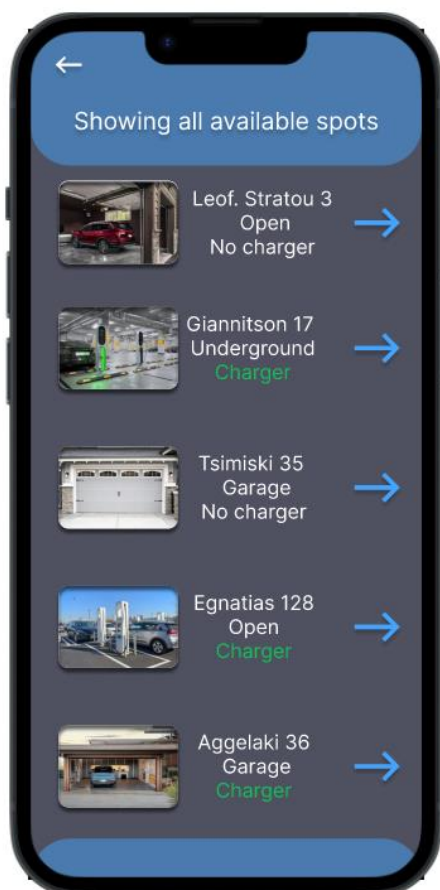 Showing all available spots
Leof. Stratou 3
Open
No charger
Giannitson 17
Underground
Charger
Tsimiski 35
Garage
No charger
Egnatias 128
Open
Charger
Aggelaki 36
Garage
Charger